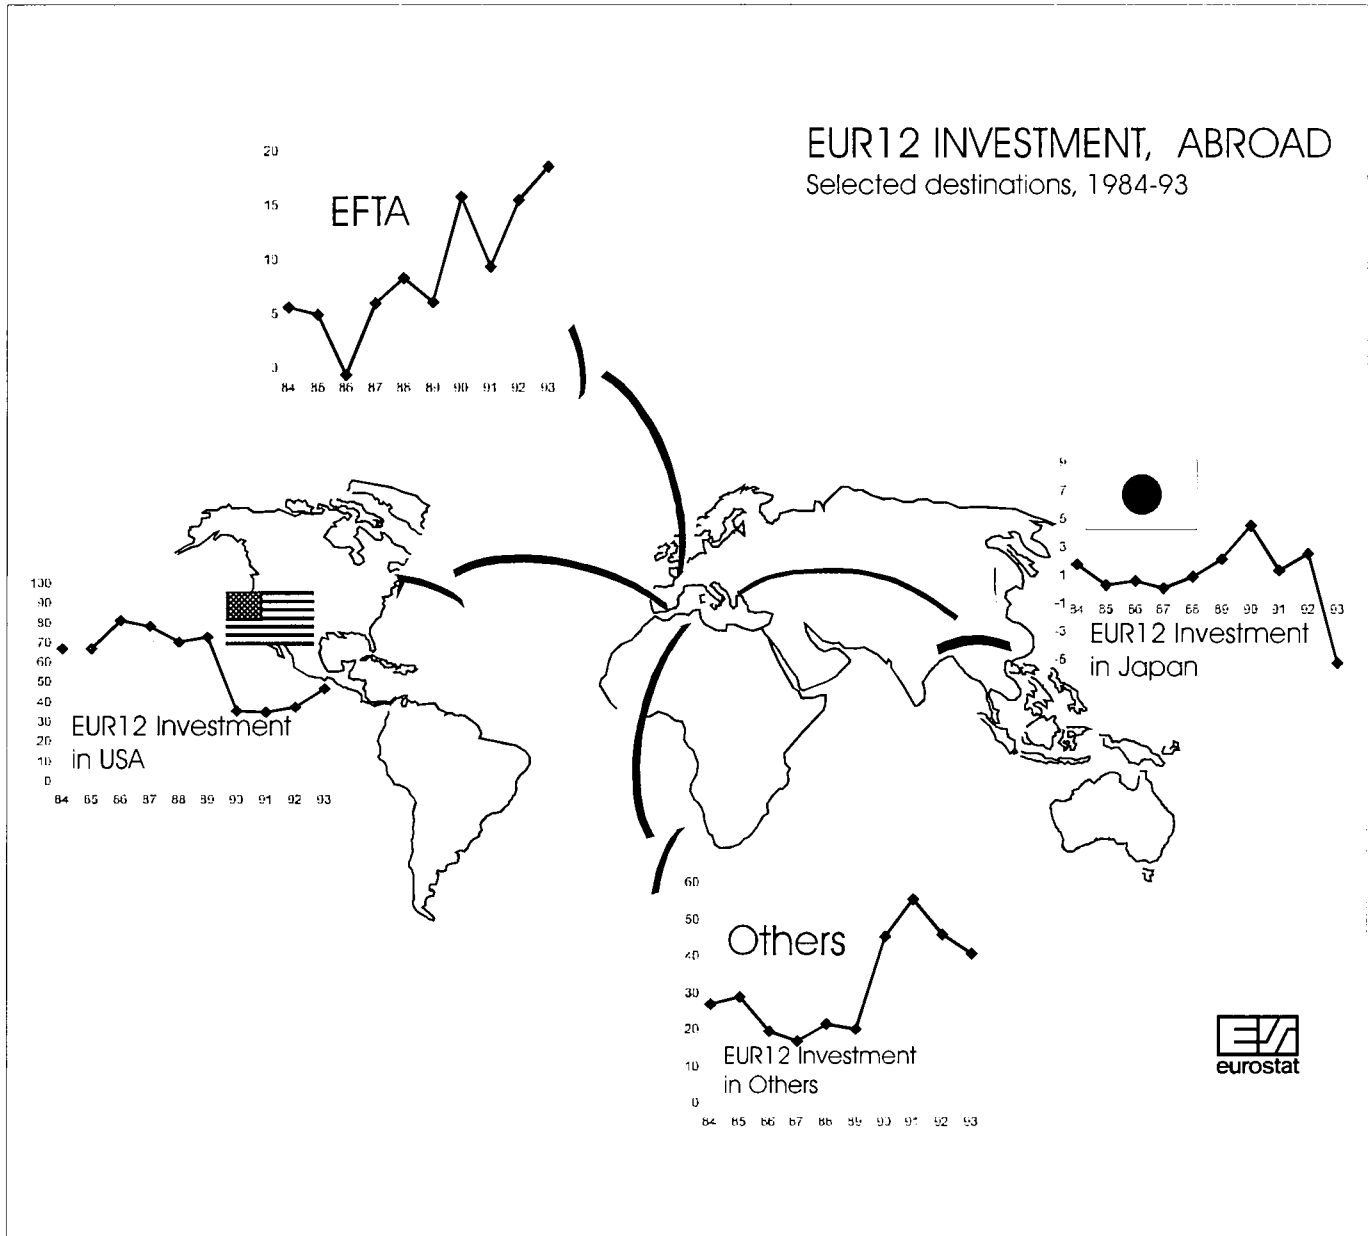 EUR12 INVESTMENT, ABROAD
Selected destinations, 1984-93
20
15
10
5
0
EFTA
84 85 86 87 88 89 90 91 92 93
9
7
5
3
1
-1
-3
-5
84 85 86 87 88 89 90 91 92 93
EUR12 Investment
in Japan
100
90
80
70
60
50
40
30
20
10
0
EUR12 Investment
in USA
84 85 86 87 88 89 90 91 92 93
60
50
40
30
20
10
0
Others
EUR12 Investment
in Others
84 85 86 87 88 89 90 91 92 93
eurostat